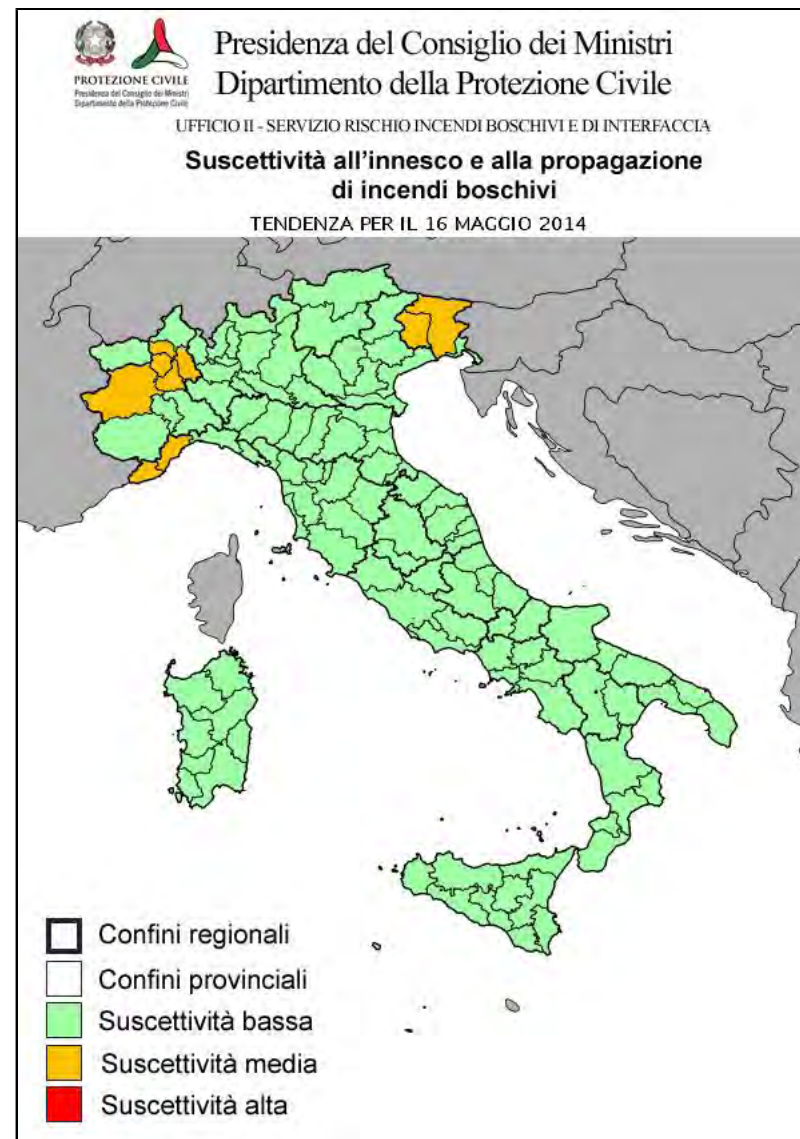 PROTEZIONE CIVILE
Presidenza del Consiglio dei Ministri
Dipartimento della Protezione Civile
Presidenza del Consiglio dei Ministri
Dipartimento della Protezione Civile
UFFICIO II - SERVIZIO RISCHIO INCENDI BOSCHIVI E DI INTERFACCIA
Suscettività all'innesco e alla propagazione
di incendi boschivi
TENDENZA PER IL 16 MAGGIO 2014
Confini regionali
Confini provinciali
Suscettività bassa
Suscettività media
Suscettività alta